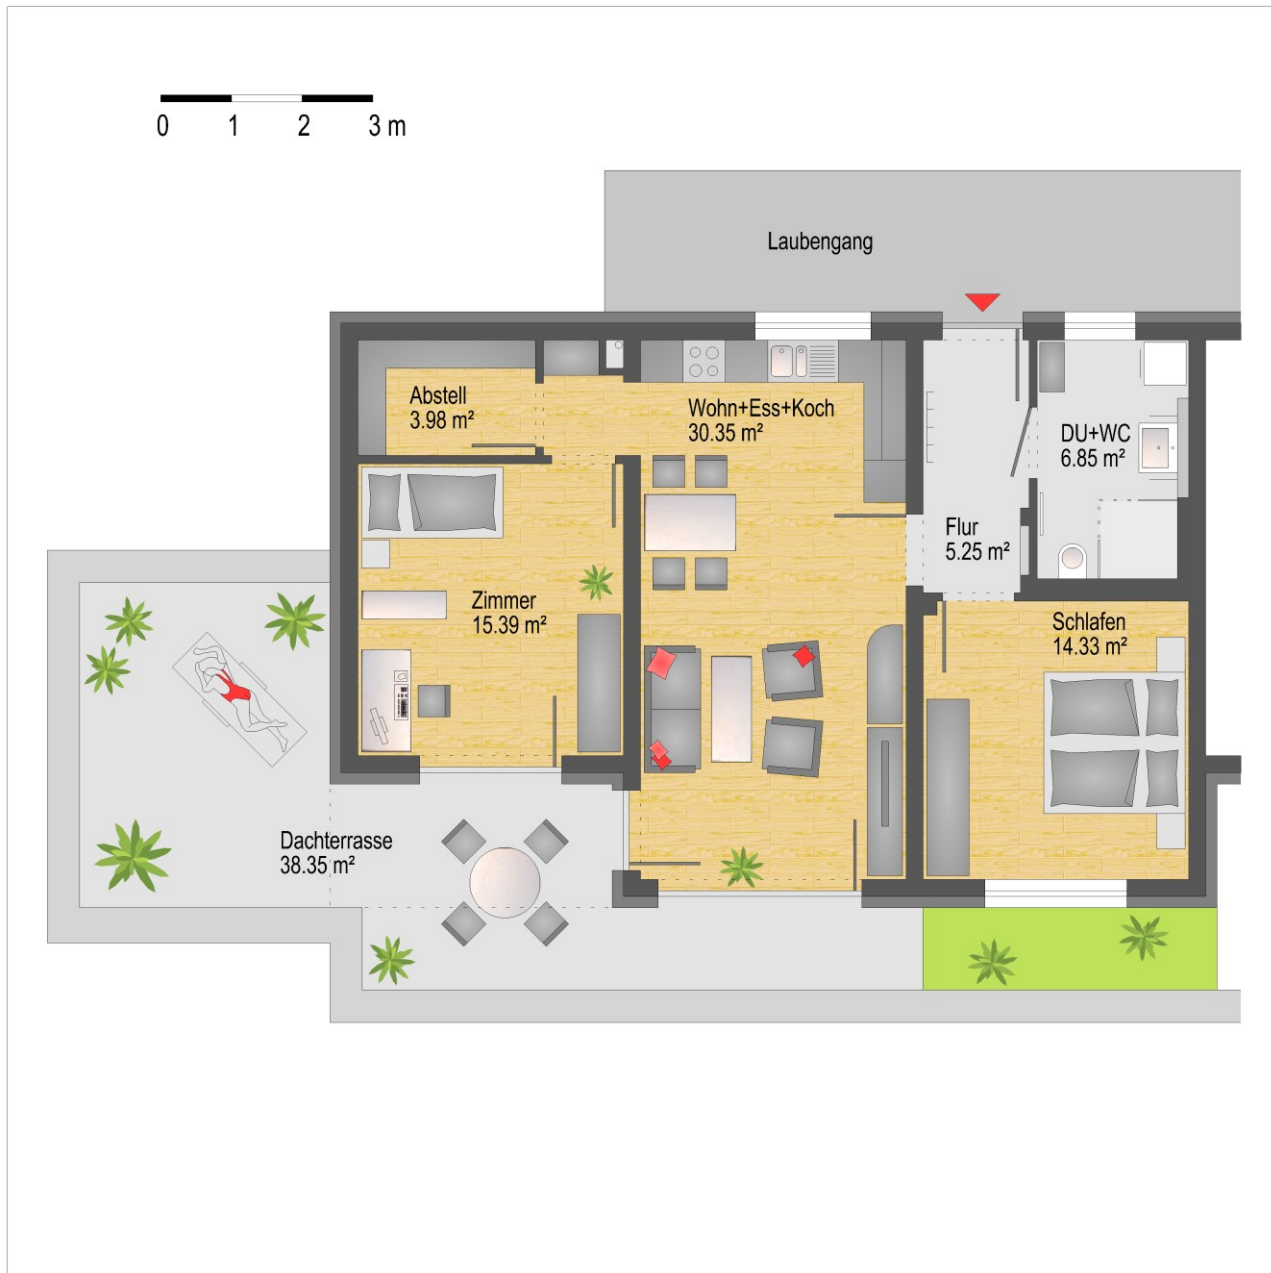 0 1 2 3 m
Laubengang
Abstell
3.98 m²
Wohn+Ess+Koch
30.35 m²
DU+WC
6.85 m²
Flur
5.25 m²
Zimmer
15.39 m²
Schlafen
14.33 m²
Dachterrasse
38.35 m²